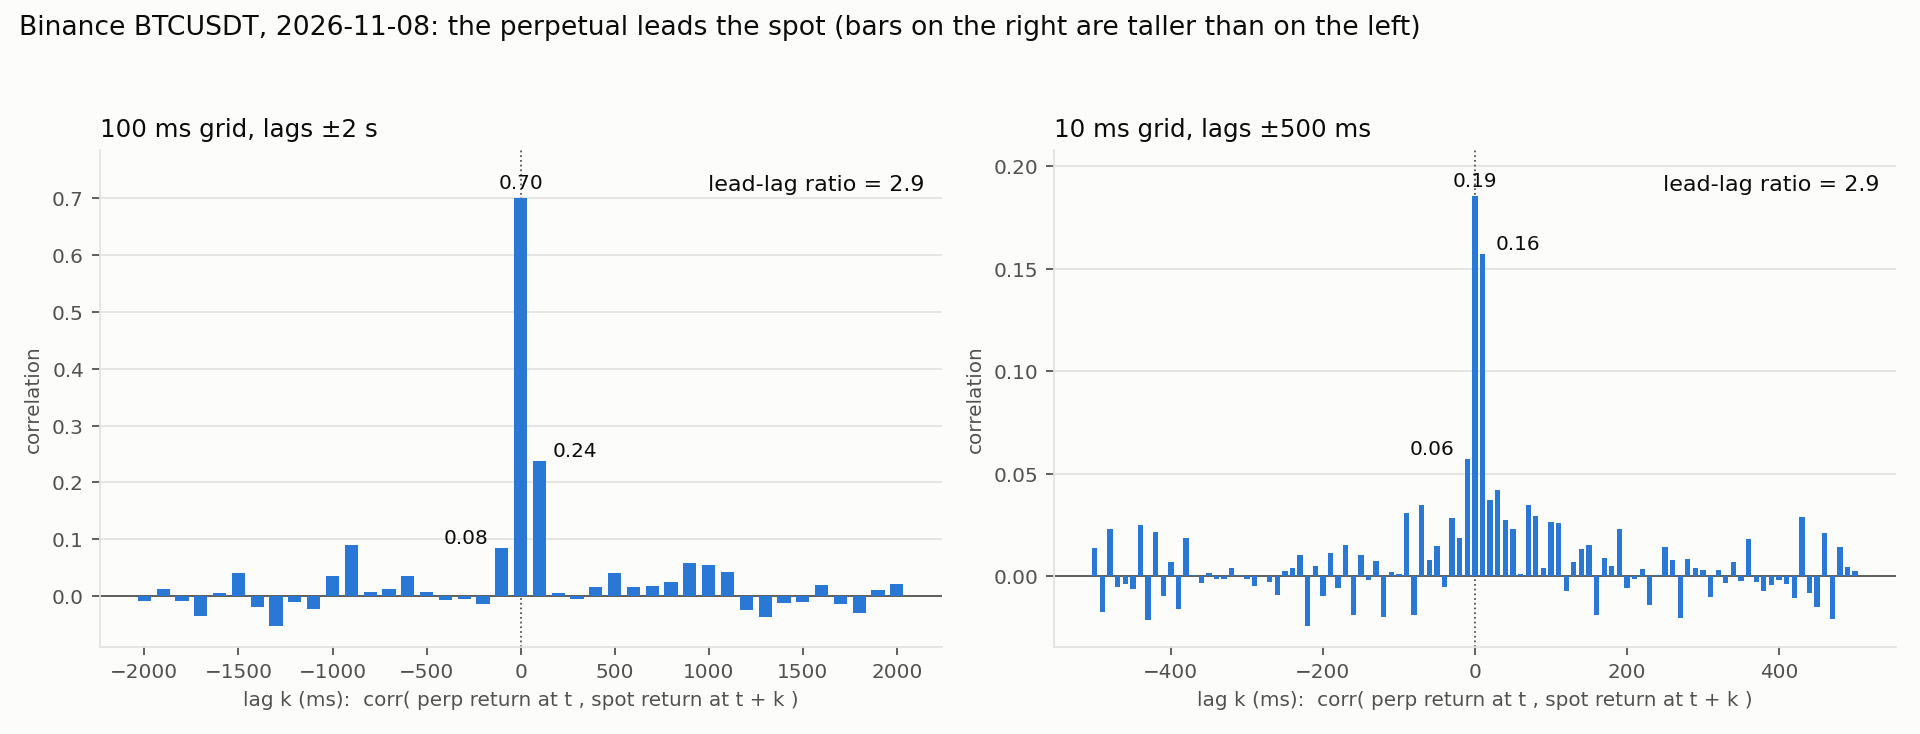 Binance BTCUSDT, 2026-11-08: the perpetual leads the spot (bars on the right are taller than on the left)
100 ms grid, lags ±2 s
0.70
lead-lag ratio = 2.9
0.7
0.6
0.5
0.4
0.3
0.2
0.1
0.0
correlation
0.24
0.08
−2000 −1500 −1000 −500 0 500 1000 1500 2000
lag k (ms): corr( perp return at t , spot return at t + k )
10 ms grid, lags ±500 ms
0.19
lead-lag ratio = 2.9
0.20
0.15
0.10
0.05
0.00
correlation
0.16
0.06
−400 −200 0 200 400
lag k (ms): corr( perp return at t , spot return at t + k )